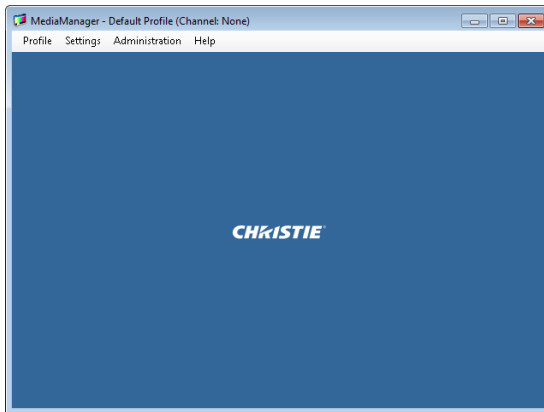 MediaManager - Default Profile (Channel: None)
Profile Settings Administration Help
CHRISTIE